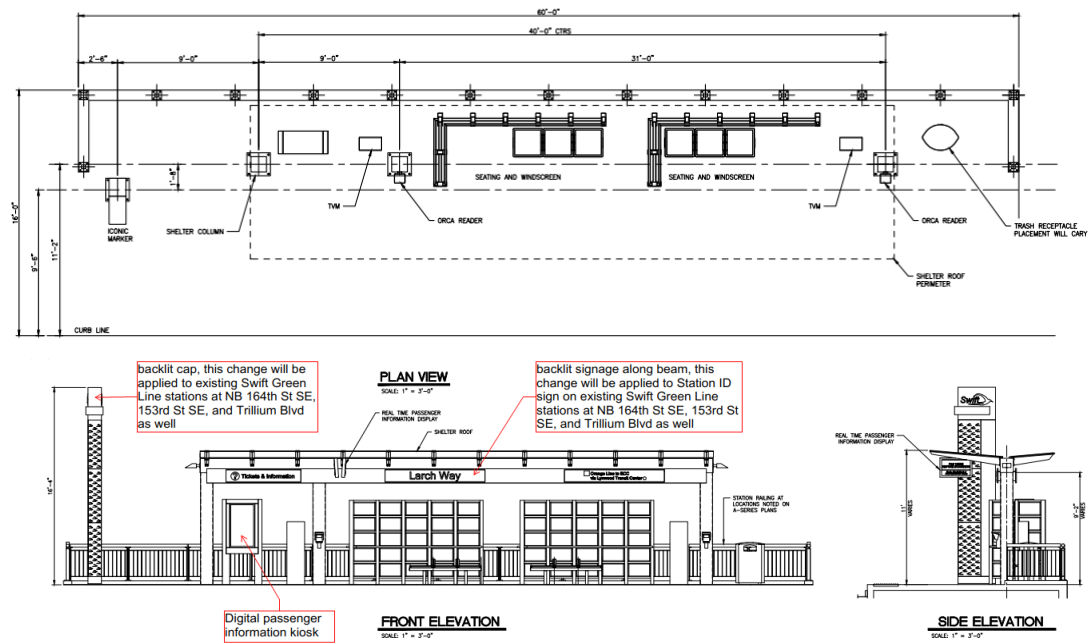 60'-0"
40'-0" CTRS
2'-6"
9'-0"
9'-0"
31'-0"
16'-0"
9'-6"
11'-2"
1'-8"
ICONIC
MARKER
SHELTER COLUMN
TVM
ORCA READER
SEATING AND WINDSCREEN
SEATING AND WINDSCREEN
TVM
ORCA READER
TRASH RECEPTACLE
PLACEMENT WILL CARY
SHELTER ROOF
PERIMETER
CURB LINE
PLAN VIEW
SCALE: 1" = 3'-0"
backlit cap, this change will be
applied to existing Swift Green
Line stations at NB 164th St SE,
153rd St SE, and Trillium Blvd
as well
backlit signage along beam, this
change will be applied to Station ID
sign on existing Swift Green Line
stations at NB 164th St SE, 153rd St
SE, and Trillium Blvd as well
REAL TIME PASSENGER
INFORMATION DISPLAY
SHELTER ROOF
16'-4"
Tickets & Information
Larch Way
Orange Line to ECC
via Lynwood Transit Center
STATION RAILING AT
LOCATIONS NOTED ON
A-SERIES PLANS
Digital passenger
information kiosk
FRONT ELEVATION
SCALE: 1" = 3'-0"
Swift
REAL TIME PASSENGER
INFORMATION DISPLAY
11'
VARIES
9'-2"
VARIES
SIDE ELEVATION
SCALE: 1" = 3'-0"